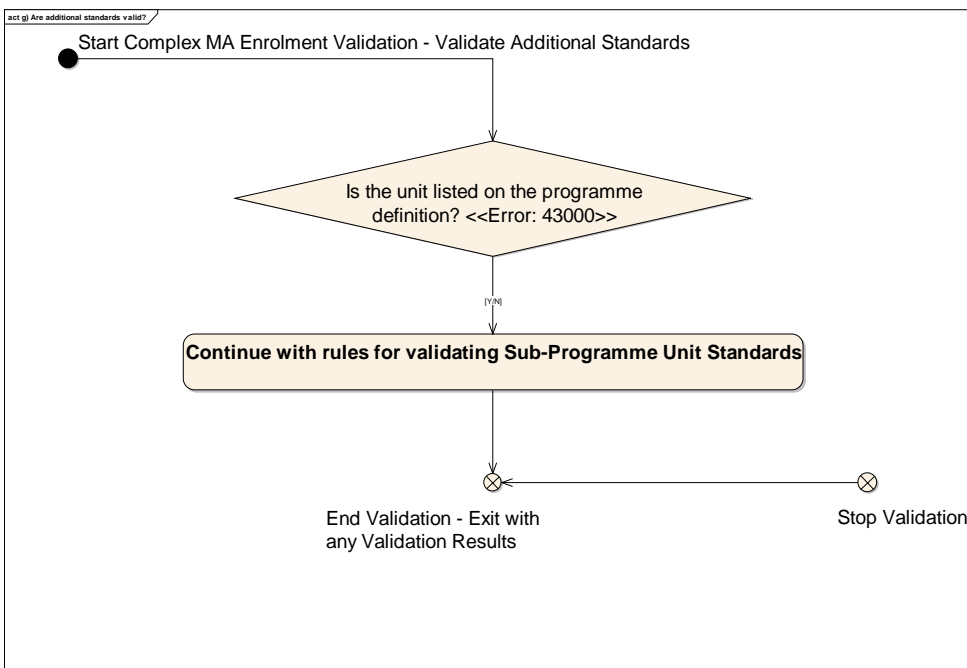 act g) Are additional standards valid?
Start Complex MA Enrolment Validation - Validate Additional Standards
Is the unit listed on the programme
definition? <<Error: 43000>>
[Y/N]
Continue with rules for validating Sub-Programme Unit Standards
End Validation - Exit with
any Validation Results
Stop Validation